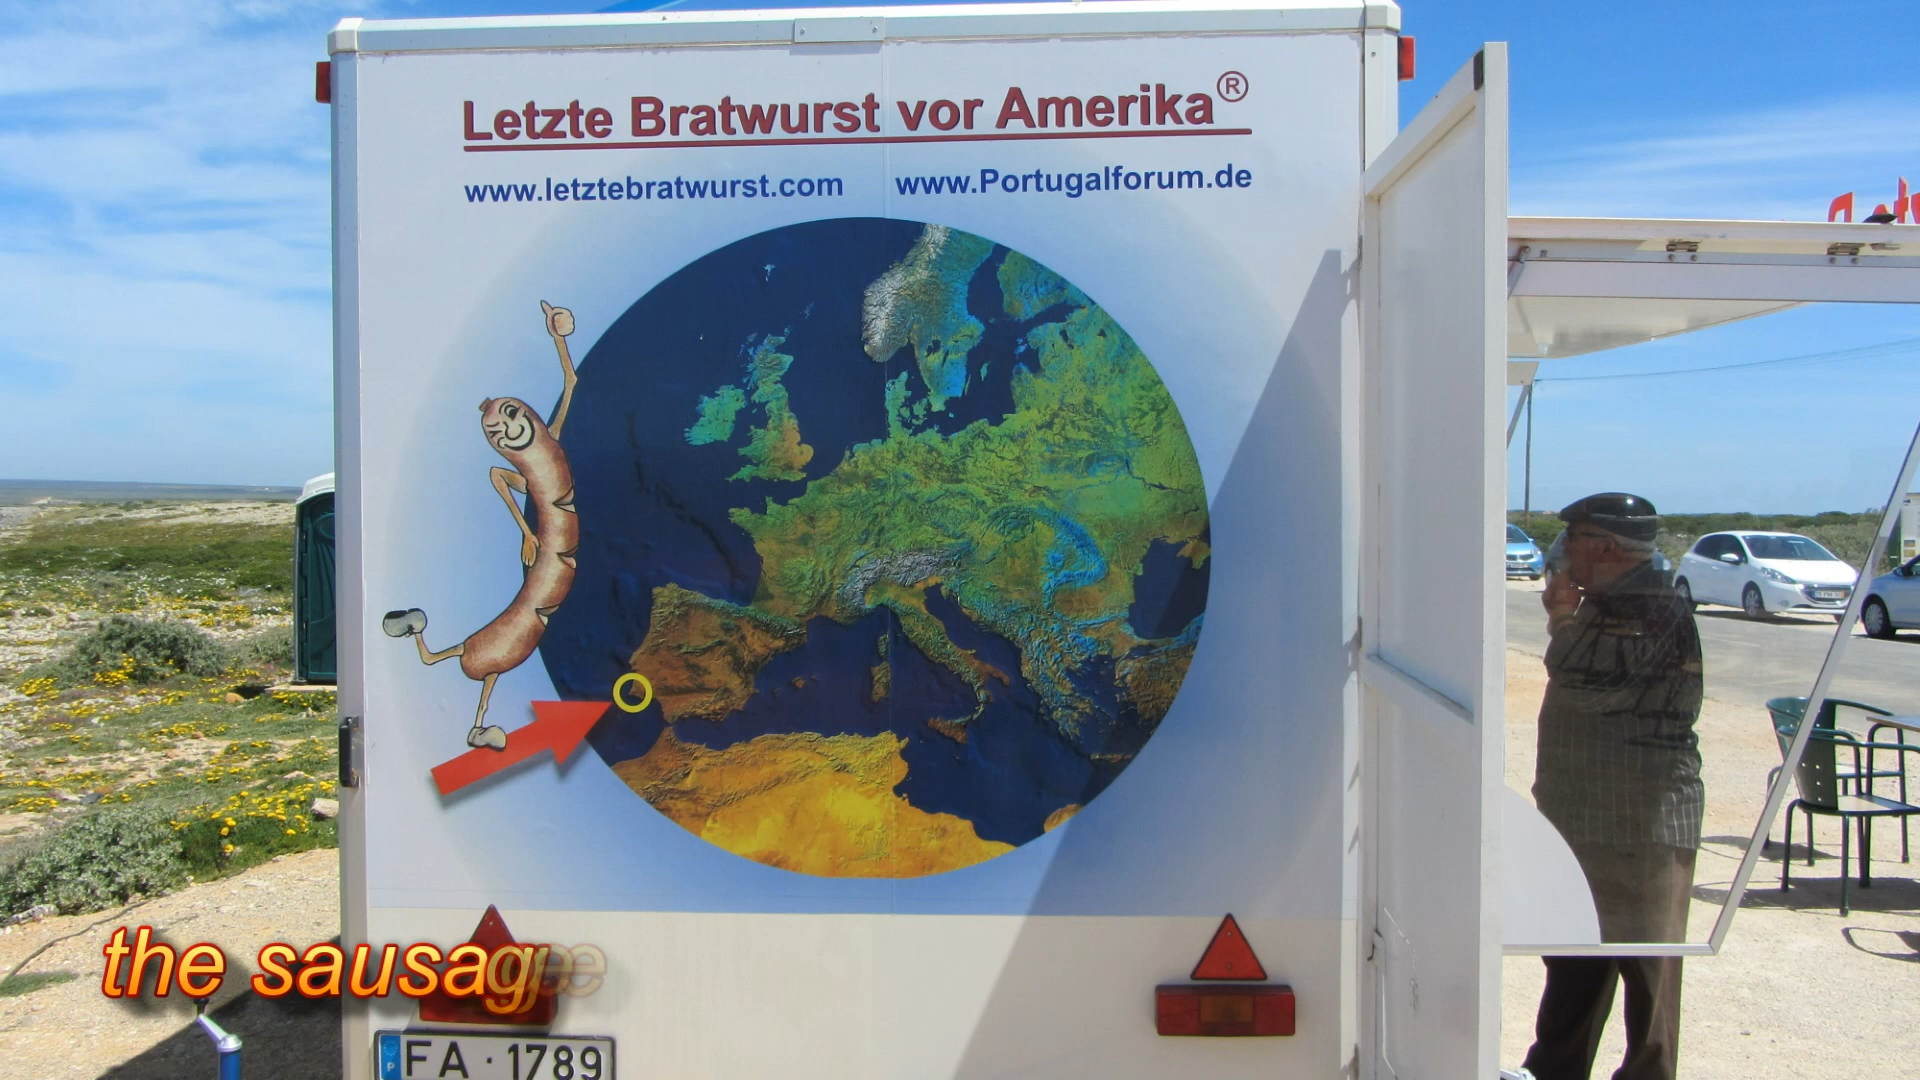 Letzte Bratwurst vor Amerika®
www.letztebratwurst.com www.Portugalforum.de
the sausage
P FA·1789